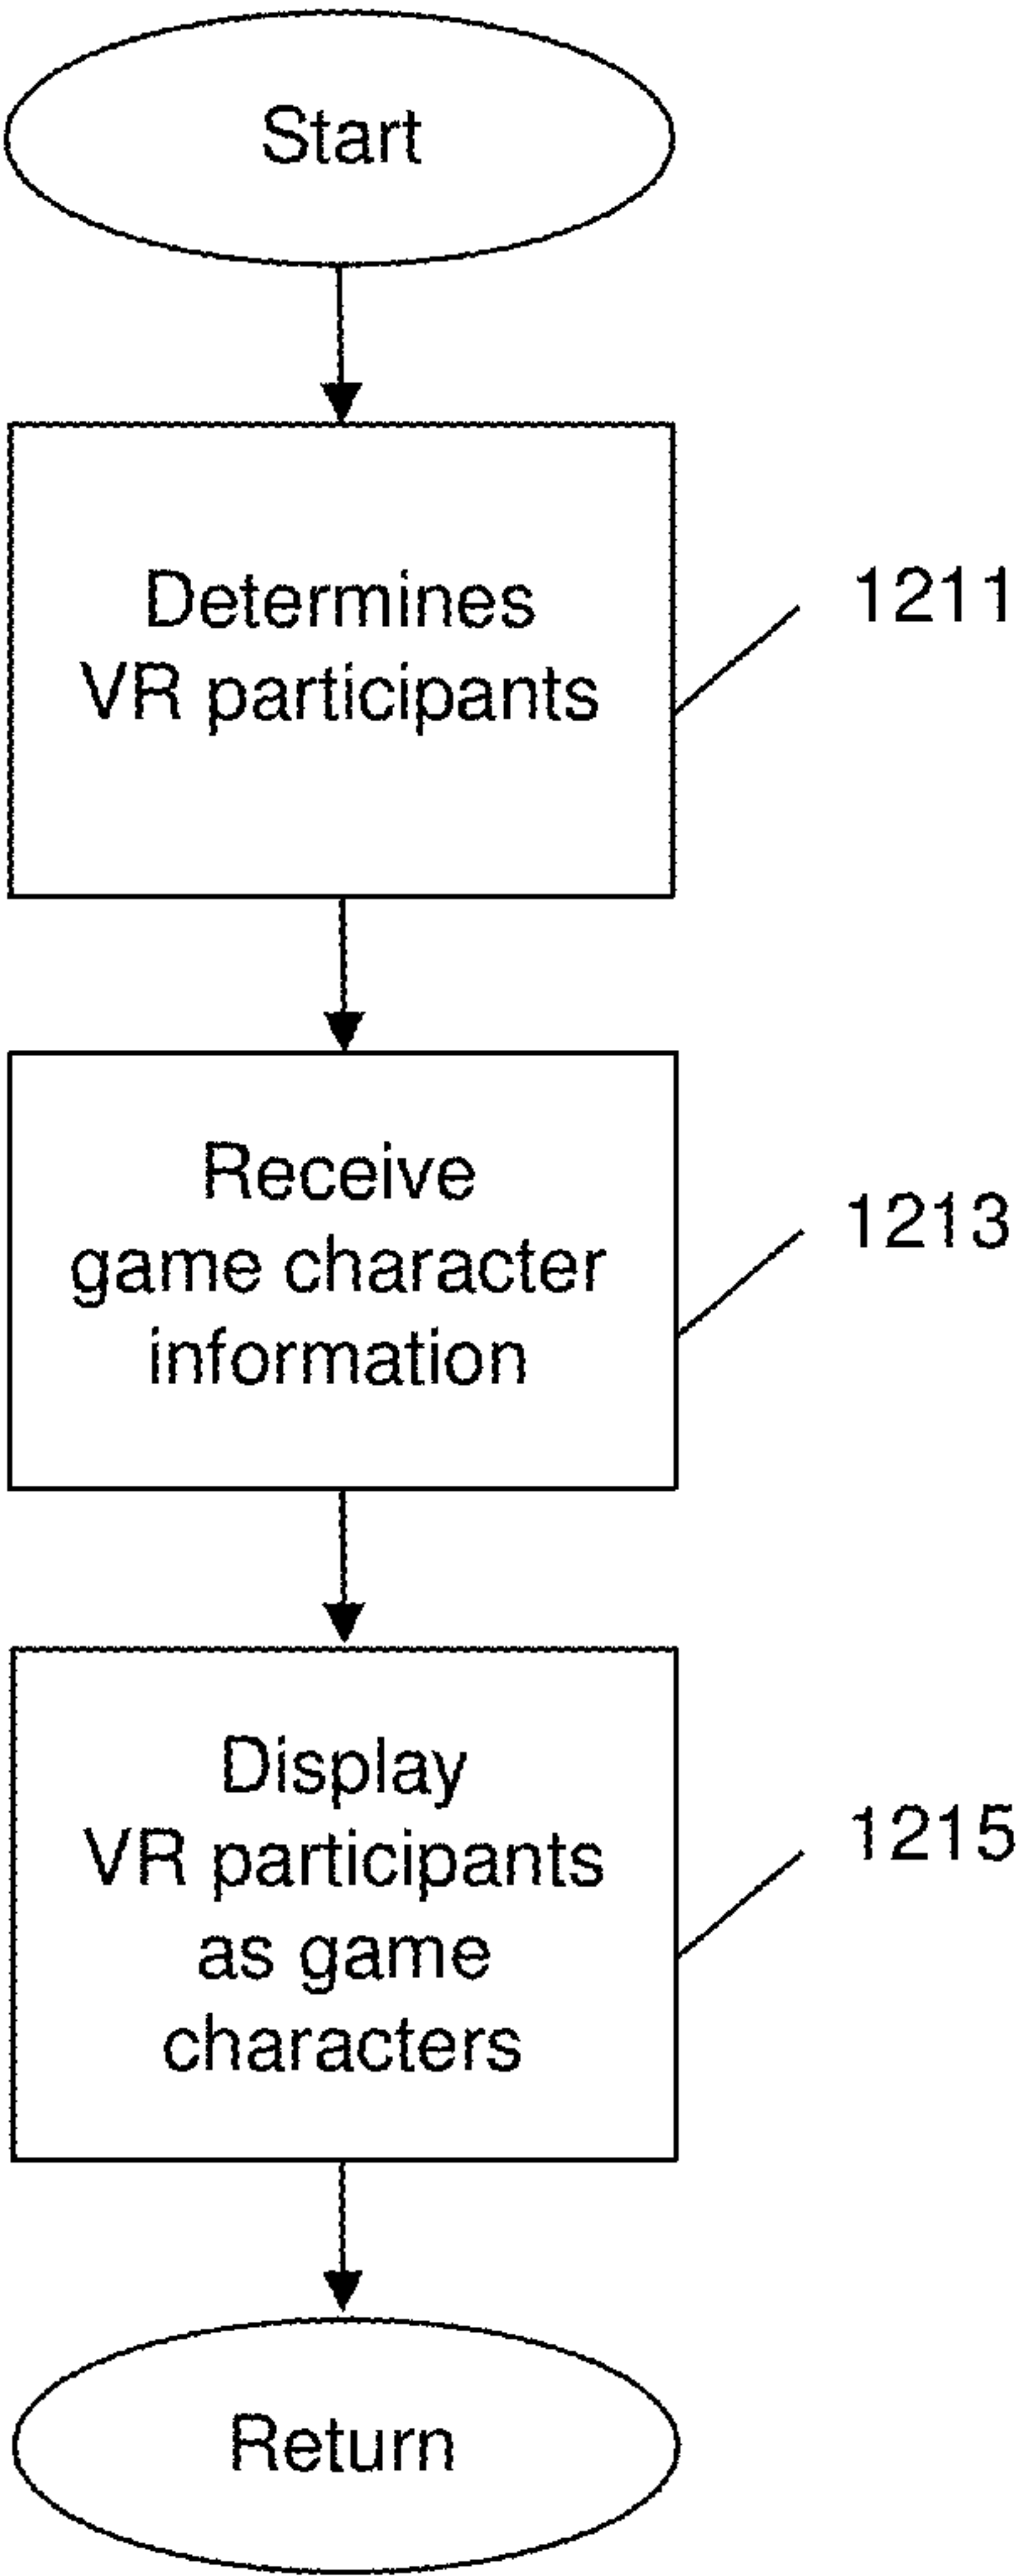 Start
Determines
VR participants
1211
Receive
game character
information
1213
Display
VR participants
as game
characters
1215
Return